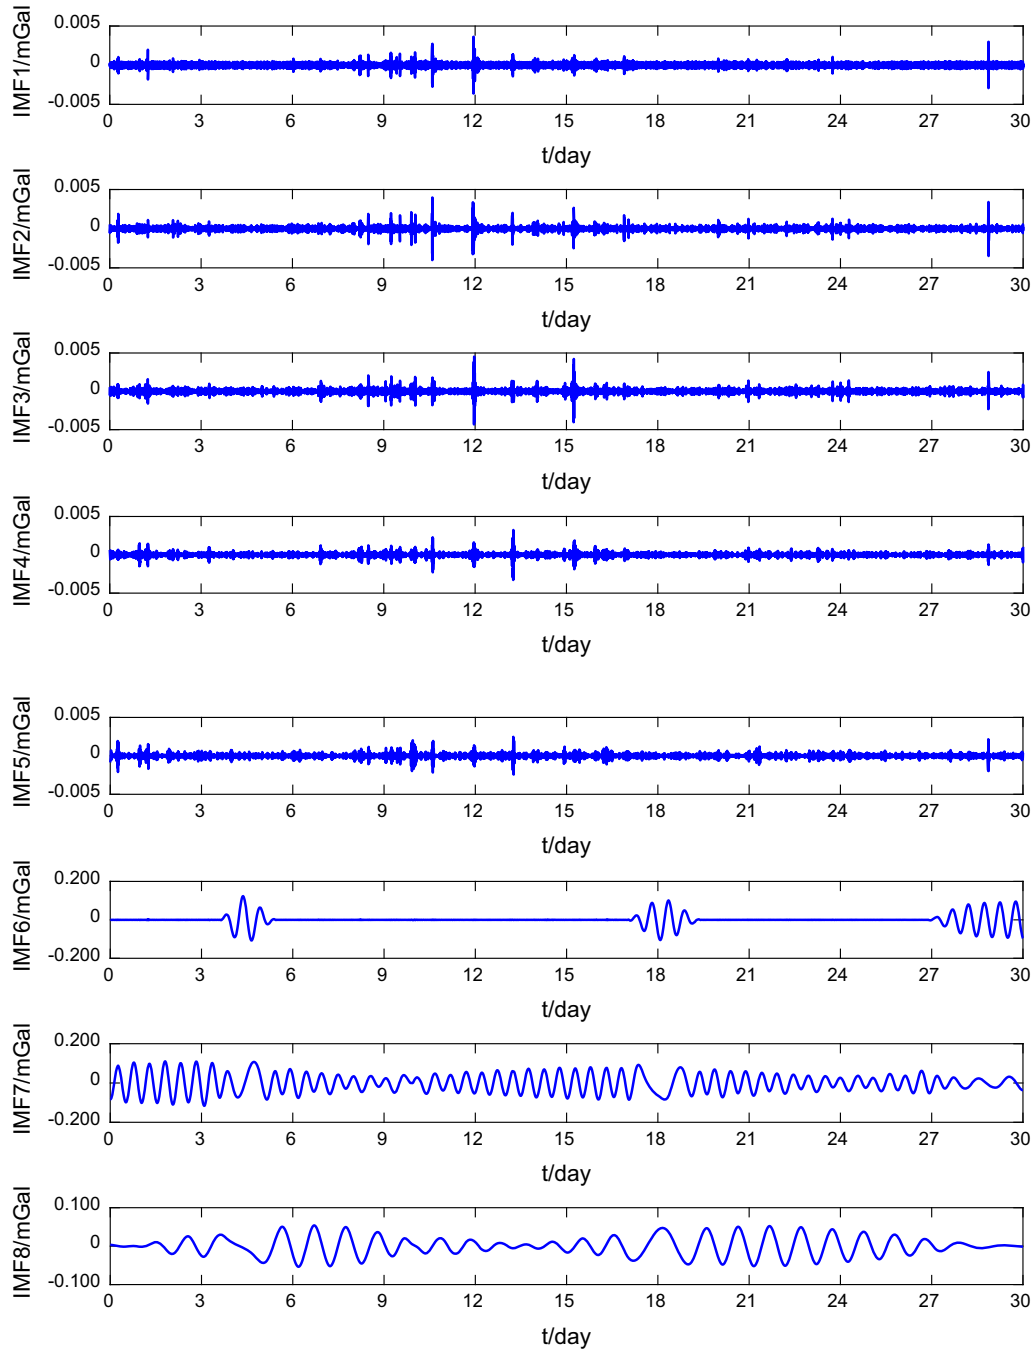 IMF1/mGal
0.005
0
-0.005
0 3 6 9 12 15 18 21 24 27 30
t/day
IMF2/mGal
0.005
0
-0.005
0 3 6 9 12 15 18 21 24 27 30
t/day
IMF3/mGal
0.005
0
-0.005
0 3 6 9 12 15 18 21 24 27 30
t/day
IMF4/mGal
0.005
0
-0.005
0 3 6 9 12 15 18 21 24 27 30
t/day
IMF5/mGal
0.005
0
-0.005
0 3 6 9 12 15 18 21 24 27 30
t/day
IMF6/mGal
0.200
0
-0.200
0 3 6 9 12 15 18 21 24 27 30
t/day
IMF7/mGal
0.200
0
-0.200
0 3 6 9 12 15 18 21 24 27 30
t/day
IMF8/mGal
0.100
0
-0.100
0 3 6 9 12 15 18 21 24 27 30
t/day